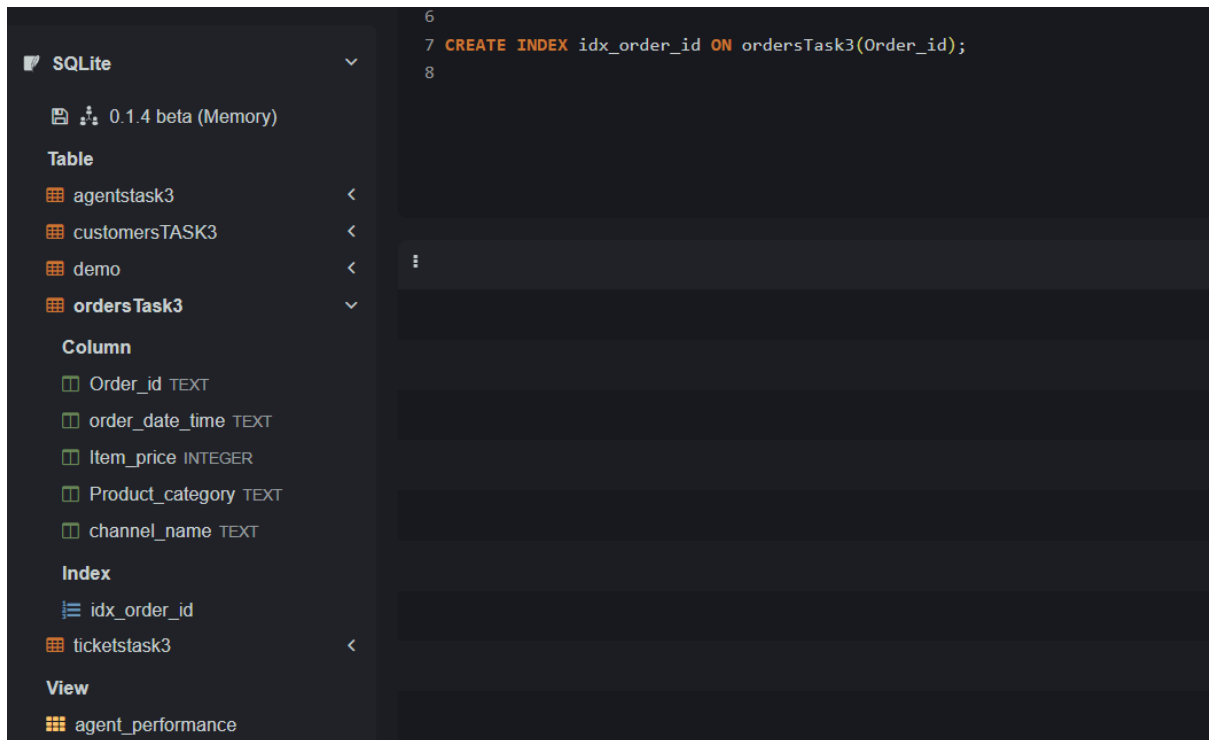 6
7 CREATE INDEX idx_order_id ON ordersTask3(Order_id);
8
SQLite
0.1.4 beta (Memory)
Table
agentstask3
customersTASK3
demo
ordersTask3
Column
Order_id TEXT
order_date_time TEXT
Item_price INTEGER
Product_category TEXT
channel_name TEXT
Index
idx_order_id
ticketstask3
View
agent_performance